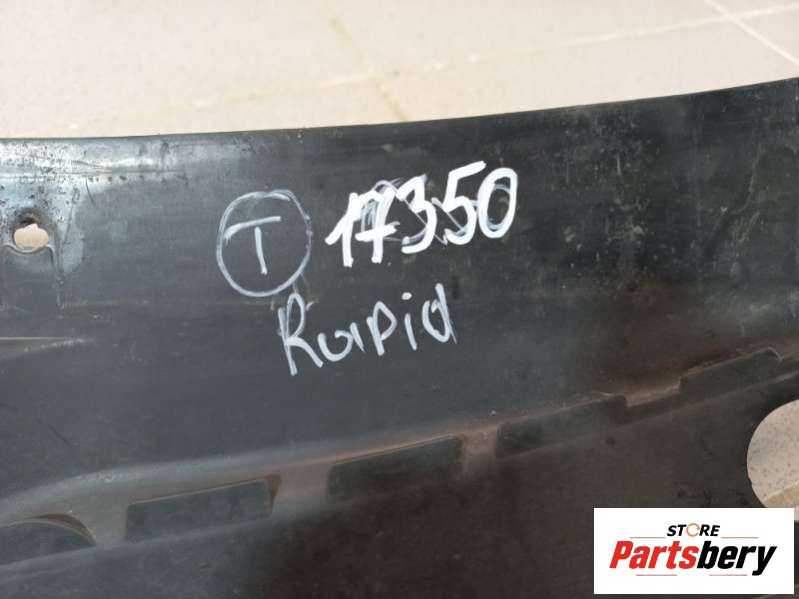 T 17350
Rapid
STORE
Partsbery